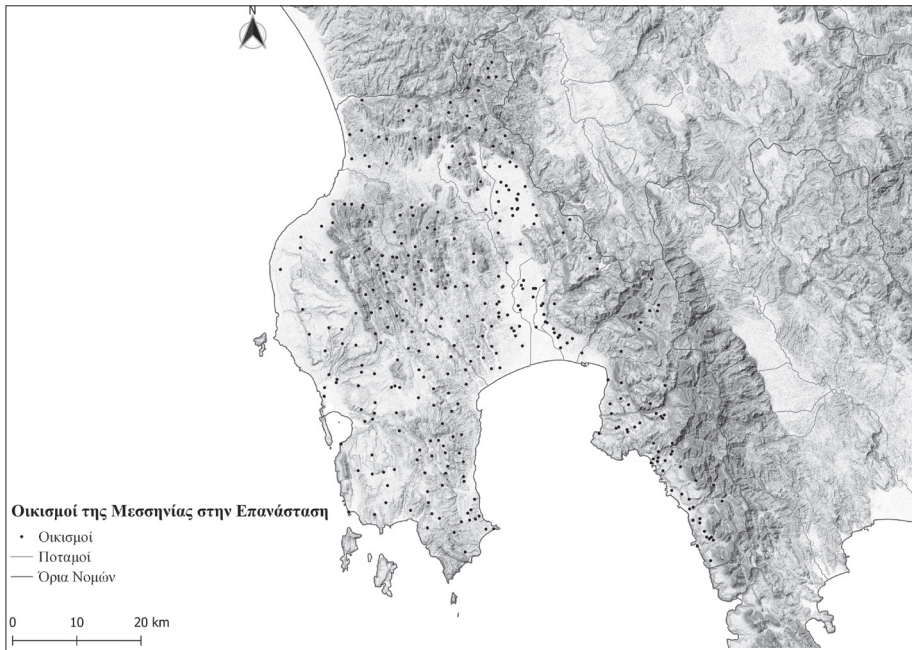 N
Οικισμοί της Μεσσηνίας στην Επανάσταση
Οικισμοί
Ποταμοί
Όρια Νομών
0 10 20 km